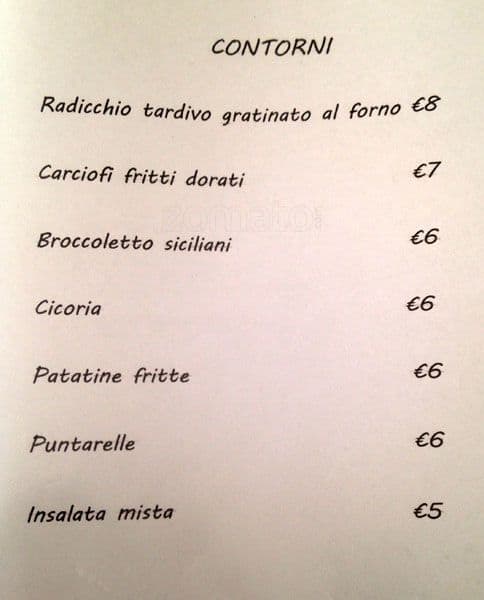 CONTORNI
Radicchio tardivo gratinato al forno €8
Carciofi fritti dorati €7
zomato
Broccoletto siciliani €6
Cicoria €6
Patatine fritte €6
Puntarelle €6
Insalata mista €5